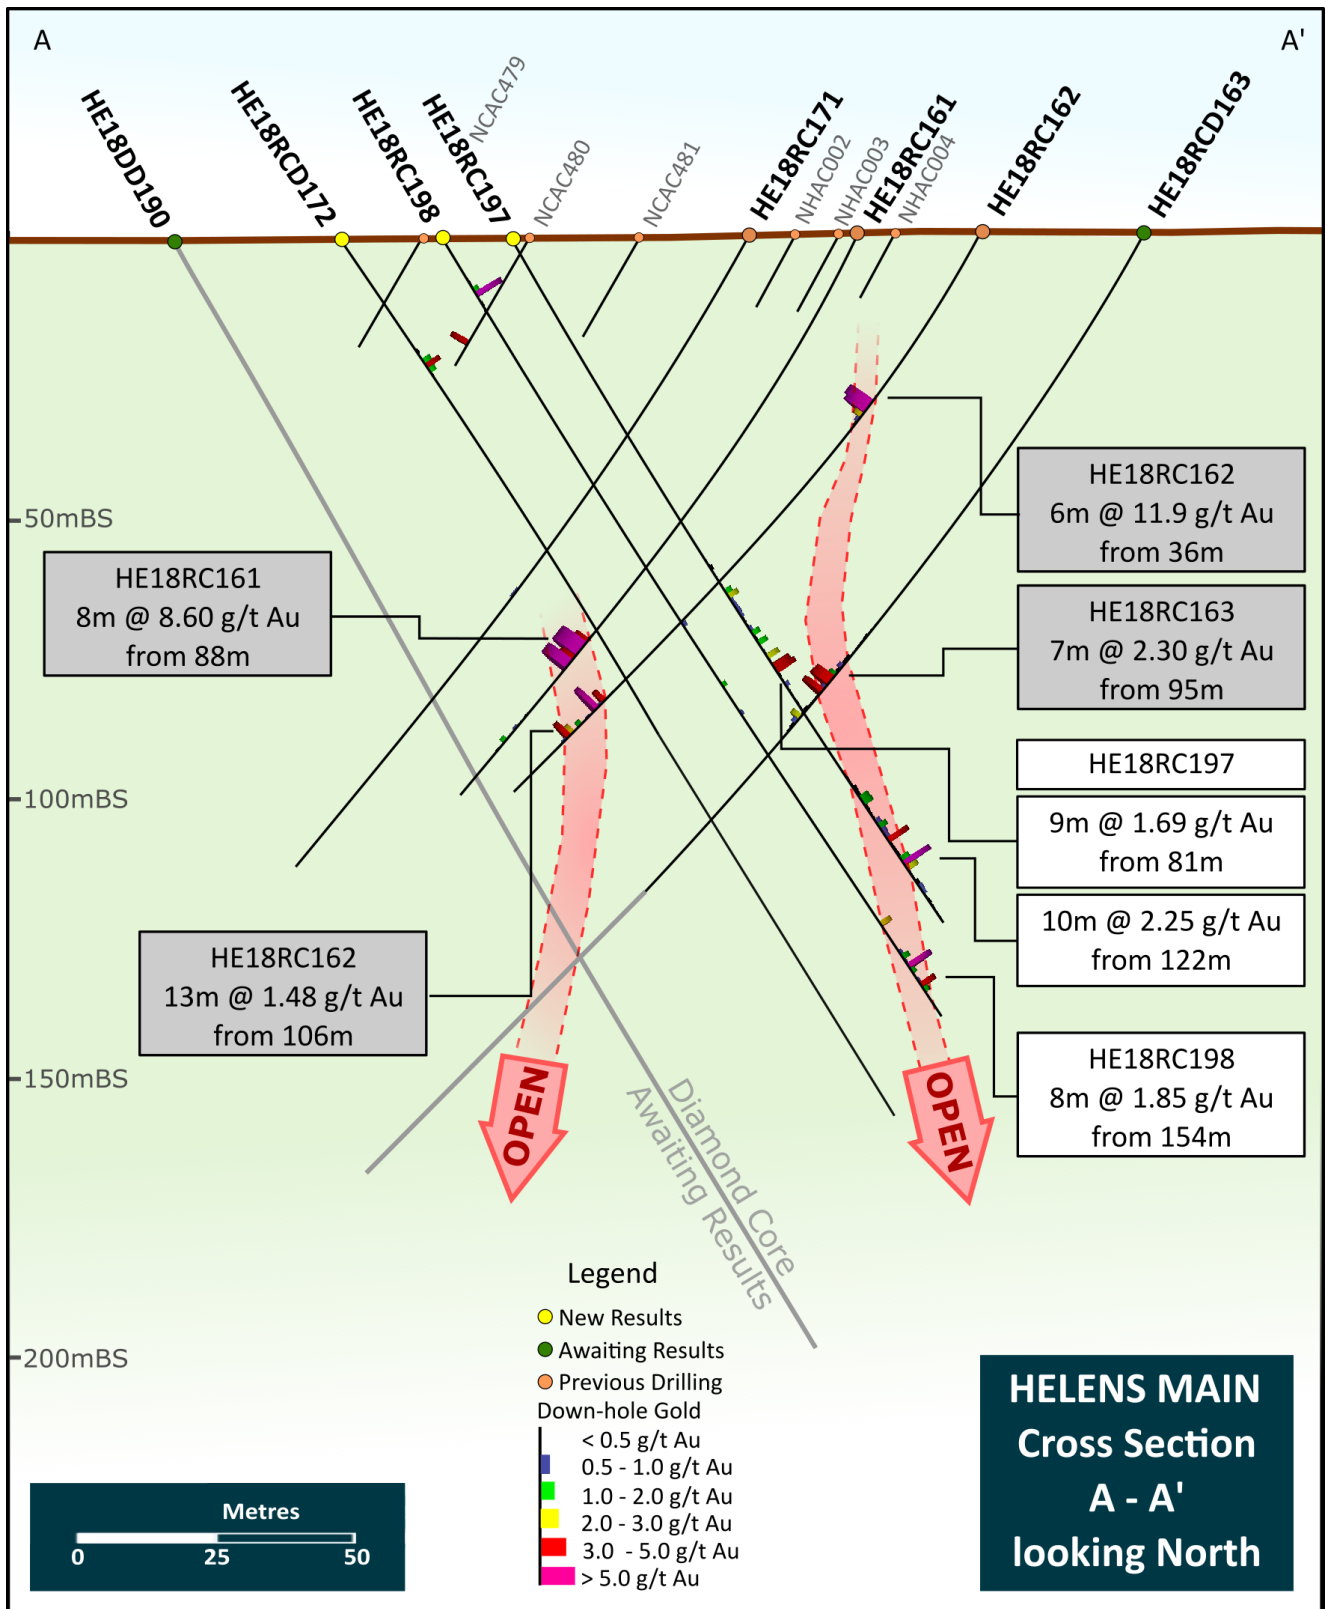 A
A'
HE18DD190
HE18RCD172
HE18RC198
HE18RC197
NCAC479
NCAC480
NCAC481
HE18RC171
NHAC002
NHAC003
HE18RC161
NHAC004
HE18RC162
HE18RCD163
50mBS
100mBS
150mBS
200mBS
HE18RC161
8m @ 8.60 g/t Au
from 88m
HE18RC162
13m @ 1.48 g/t Au
from 106m
HE18RC162
6m @ 11.9 g/t Au
from 36m
HE18RC163
7m @ 2.30 g/t Au
from 95m
HE18RC197
9m @ 1.69 g/t Au
from 81m
10m @ 2.25 g/t Au
from 122m
HE18RC198
8m @ 1.85 g/t Au
from 154m
OPEN
OPEN
Diamond Core
Awaiting Results
Legend
New Results
Awaiting Results
Previous Drilling
Down-hole Gold
< 0.5 g/t Au
0.5 - 1.0 g/t Au
1.0 - 2.0 g/t Au
2.0 - 3.0 g/t Au
3.0 - 5.0 g/t Au
> 5.0 g/t Au
Metres
0 25 50
HELENS MAIN
Cross Section
A - A'
looking North